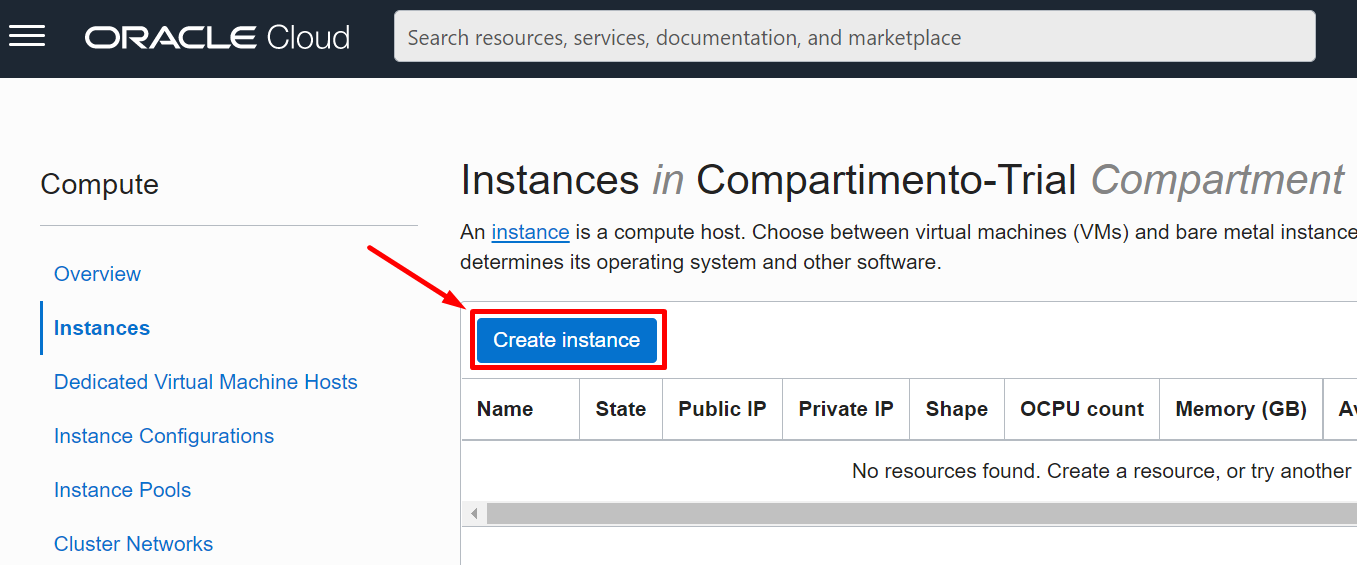 ORACLE Cloud
Search resources, services, documentation, and marketplace
Compute
Overview
Instances
Dedicated Virtual Machine Hosts
Instance Configurations
Instance Pools
Cluster Networks
Instances in Compartimento-Trial Compartment
An instance is a compute host. Choose between virtual machines (VMs) and bare metal instance
determines its operating system and other software.
Create instance
Name State Public IP Private IP Shape OCPU count Memory (GB)
No resources found. Create a resource, or try another